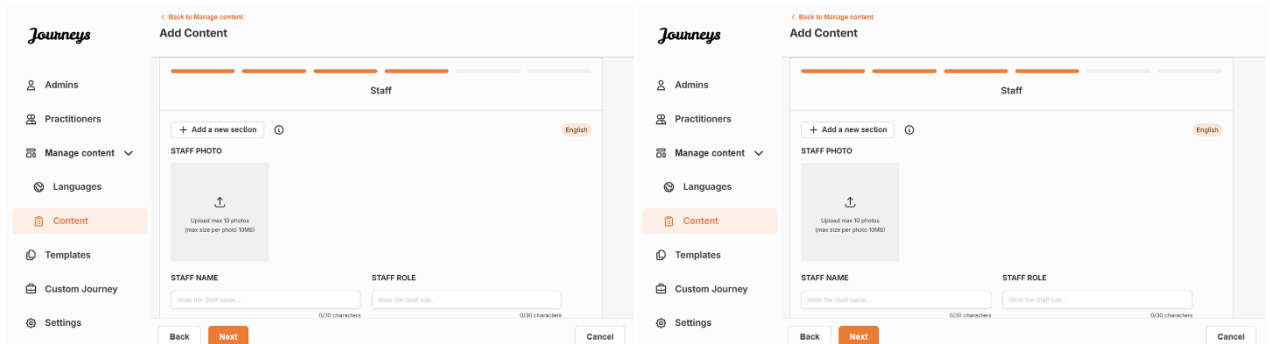 Journeys
Admins
Practitioners
Manage content
Languages
Content
Templates
Custom Journey
Settings
Back to Manage content
Add Content
Staff
+ Add a new section
English
STAFF PHOTO
Upload max 10 photos
(max size per photo 10MB)
STAFF NAME
STAFF ROLE
Write the Staff name...
Write the Staff role...
0/30 characters
0/30 characters
Back
Next
Cancel
Journeys
Admins
Practitioners
Manage content
Languages
Content
Templates
Custom Journey
Settings
Back to Manage content
Add Content
Staff
+ Add a new section
English
STAFF PHOTO
Upload max 10 photos
(max size per photo 10MB)
STAFF NAME
STAFF ROLE
Write the Staff name...
Write the Staff role...
0/30 characters
0/30 characters
Back
Next
Cancel